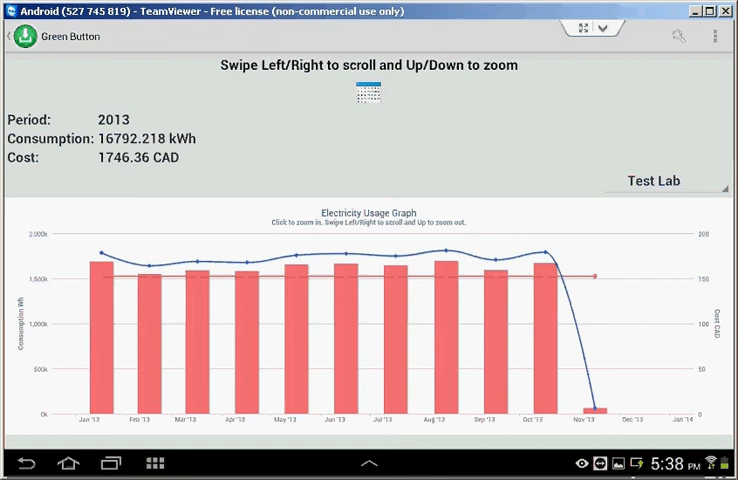 Android (527 745 819) - TeamViewer - Free license (non-commercial use only)
Green Button
Swipe Left/Right to scroll and Up/Down to zoom
Period: 2013
Consumption: 16792.218 kWh
Cost: 1746.36 CAD
Test Lab
Electricity Usage Graph
Click to zoom in. Swipe Left/Right to scroll and Up to zoom out.
2,000k
1,500k
1,000k
500k
0k
Consumption Wh
200
150
100
50
0
Cost CAD
Jan '13 Feb '13 Mar '13 Apr '13 May '13 Jun '13 Jul '13 Aug '13 Sep '13 Oct '13 Nov '13 Dec '13 Jan '14
5:38 PM